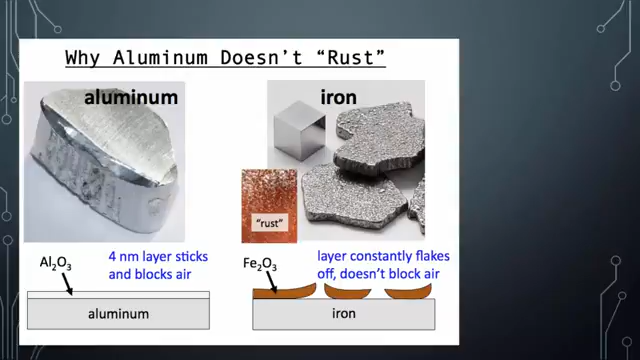 Why Aluminum Doesn't “Rust”
aluminum
iron
“rust”
Al₂O₃
4 nm layer sticks
and blocks air
Fe₂O₃
layer constantly flakes
off, doesn't block air
aluminum
iron